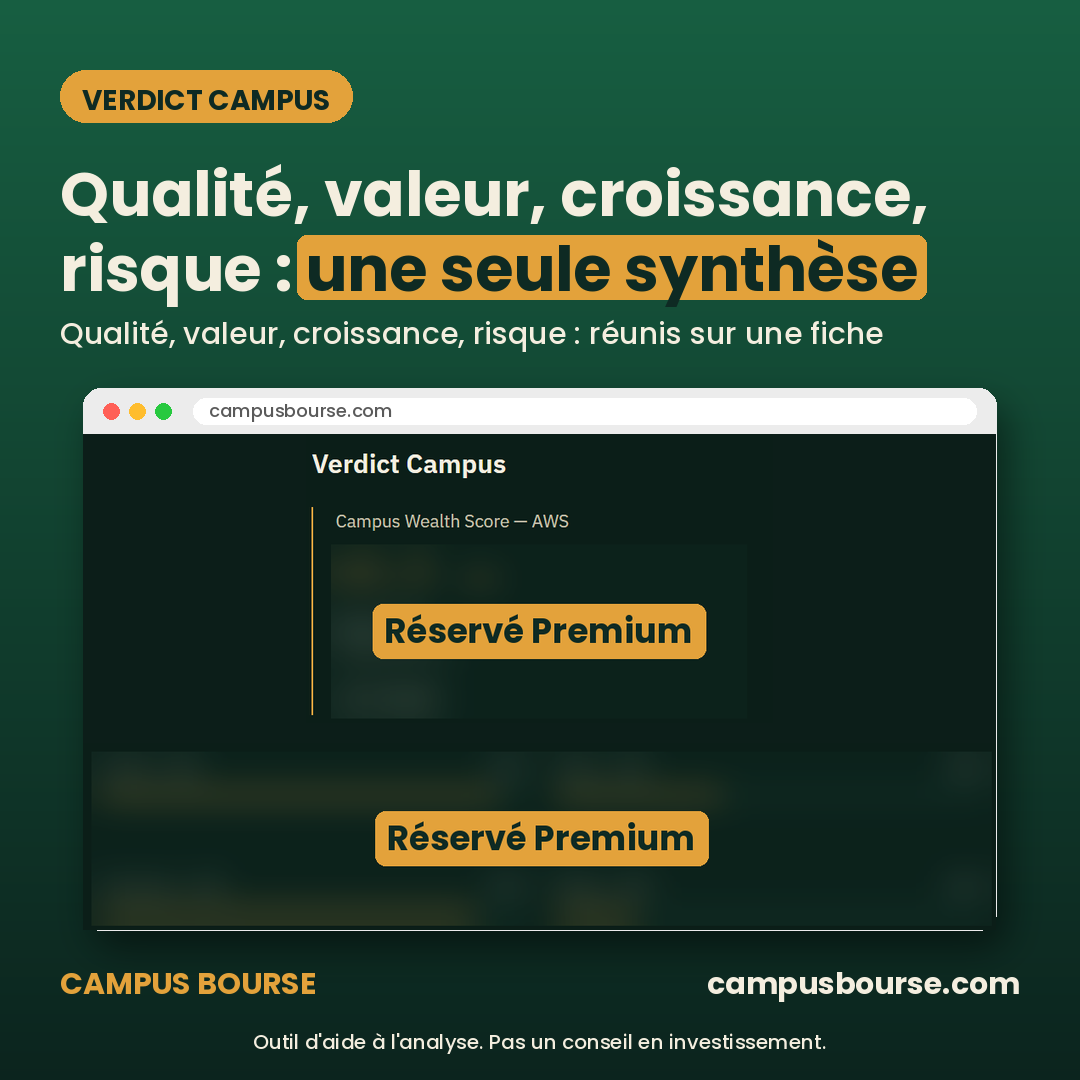 VERDICT CAMPUS
Qualité, valeur, croissance,
risque : une seule synthèse
Qualité, valeur, croissance, risque : réunis sur une fiche
campusbourse.com
Verdict Campus
Campus Wealth Score — AWS
Réservé Premium
Réservé Premium
CAMPUS BOURSE
campusbourse.com
Outil d'aide à l'analyse. Pas un conseil en investissement.